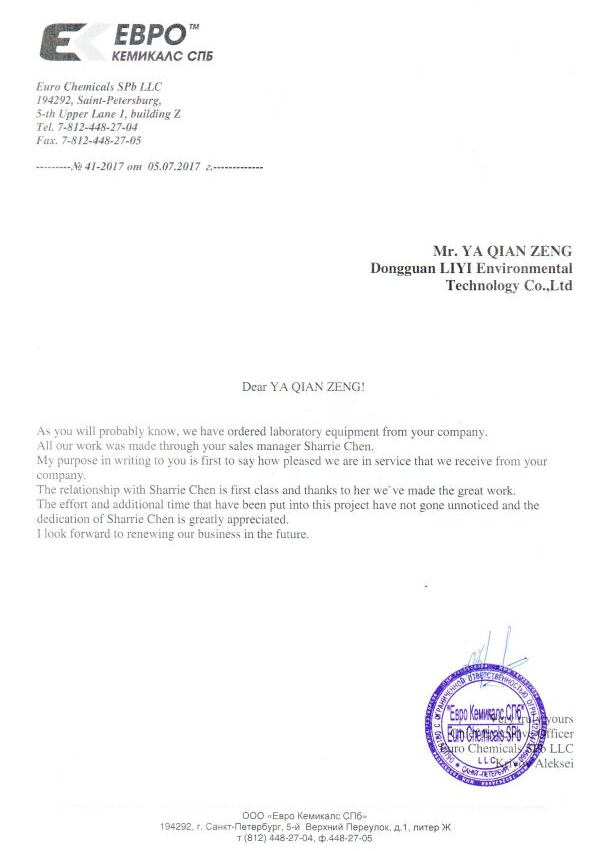 ЕВРО™
КЕМИКАЛС СПБ
Euro Chemicals SPb LLC
194292, Saint-Petersburg,
5-th Upper Lane 1, building Z
Tel. 7-812-448-27-04
Fax. 7-812-448-27-05
---------№ 41-2017 от 05.07.2017 г.-------------
Mr. YA QIAN ZENG
Dongguan LIYI Environmental
Technology Co.,Ltd
Dear YA QIAN ZENG!
As you will probably know, we have ordered laboratory equipment from your company.
All our work was made through your sales manager Sharrie Chen.
My purpose in writing to you is first to say how pleased we are in service that we receive from your
company.
The relationship with Sharrie Chen is first class and thanks to her we`ve made the great work.
The effort and additional time that have been put into this project have not gone unnoticed and the
dedication of Sharrie Chen is greatly appreciated.
I look forward to renewing our business in the future.
yours
Officer
Euro Chemicals SPb LLC
Aleksei
ОБЩЕСТВО С ОГРАНИЧЕННОЙ ОТВЕТСТВЕННОСТЬЮ
"Евро Кемикалс СПб"
Euro Chemicals SPb
LLC
САНКТ-ПЕТЕРБУРГ
ООО «Евро Кемикалс СПб»
194292, г. Санкт-Петербург, 5-й Верхний Переулок, д.1, литер Ж
т (812) 448-27-04, ф.448-27-05